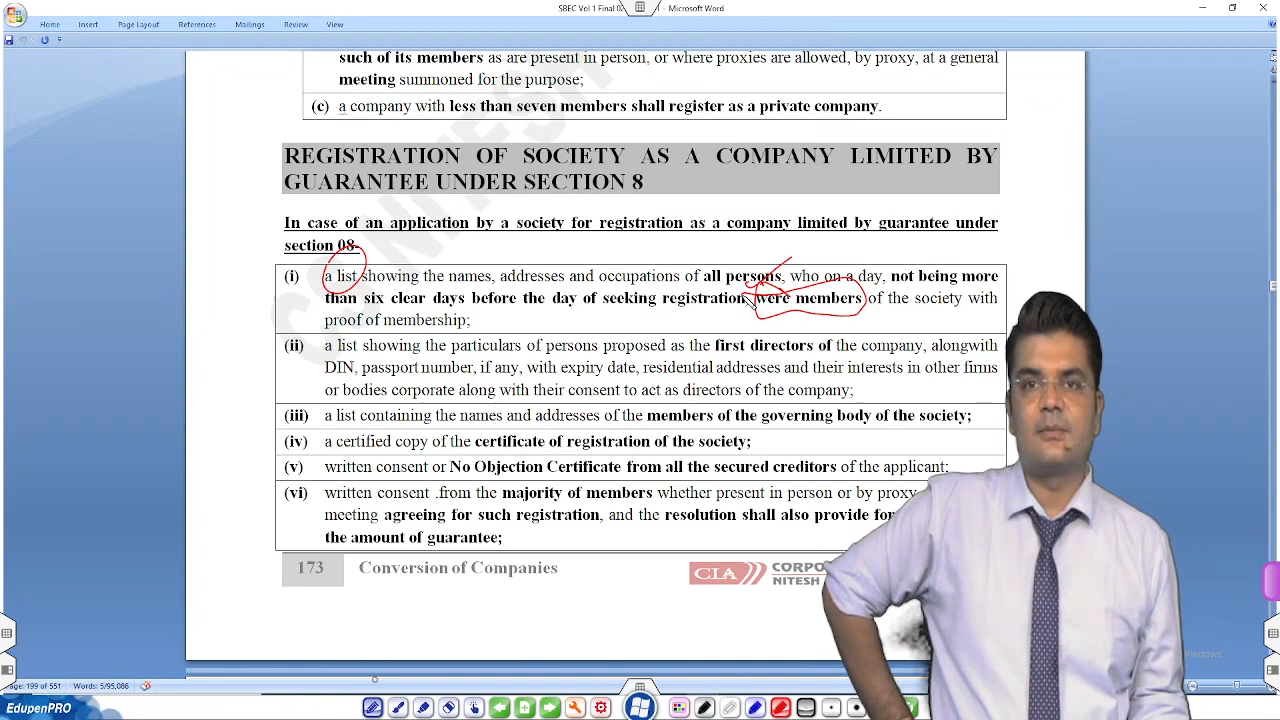 SBEC Vol 1 Final 0
Microsoft Word
Home Insert Page Layout References Mailings Review View
such of its members as are present in person, or where proxies are allowed, by proxy, at a general
meeting summoned for the purpose;
(c) a company with less than seven members shall register as a private company.
REGISTRATION OF SOCIETY AS A COMPANY LIMITED BY
GUARANTEE UNDER SECTION 8
In case of an application by a society for registration as a company limited by guarantee under
section 08-
(i) a list showing the names, addresses and occupations of all persons, who on a day, not being more
than six clear days before the day of seeking registration, were members of the society with
proof of membership;
(ii) a list showing the particulars of persons proposed as the first directors of the company, alongwith
DIN, passport number, if any, with expiry date, residential addresses and their interests in other firms
or bodies corporate along with their consent to act as directors of the company;
(iii) a list containing the names and addresses of the members of the governing body of the society;
(iv) a certified copy of the certificate of registration of the society;
(v) written consent or No Objection Certificate from all the secured creditors of the applicant;
(vi) written consent .from the majority of members whether present in person or by proxy
meeting agreeing for such registration, and the resolution shall also provide for
the amount of guarantee;
173 Conversion of Companies
CIA CORPO
NITESH
Windows.
Page: 199 of 551 Words: 5/95,086
EdupenPRO